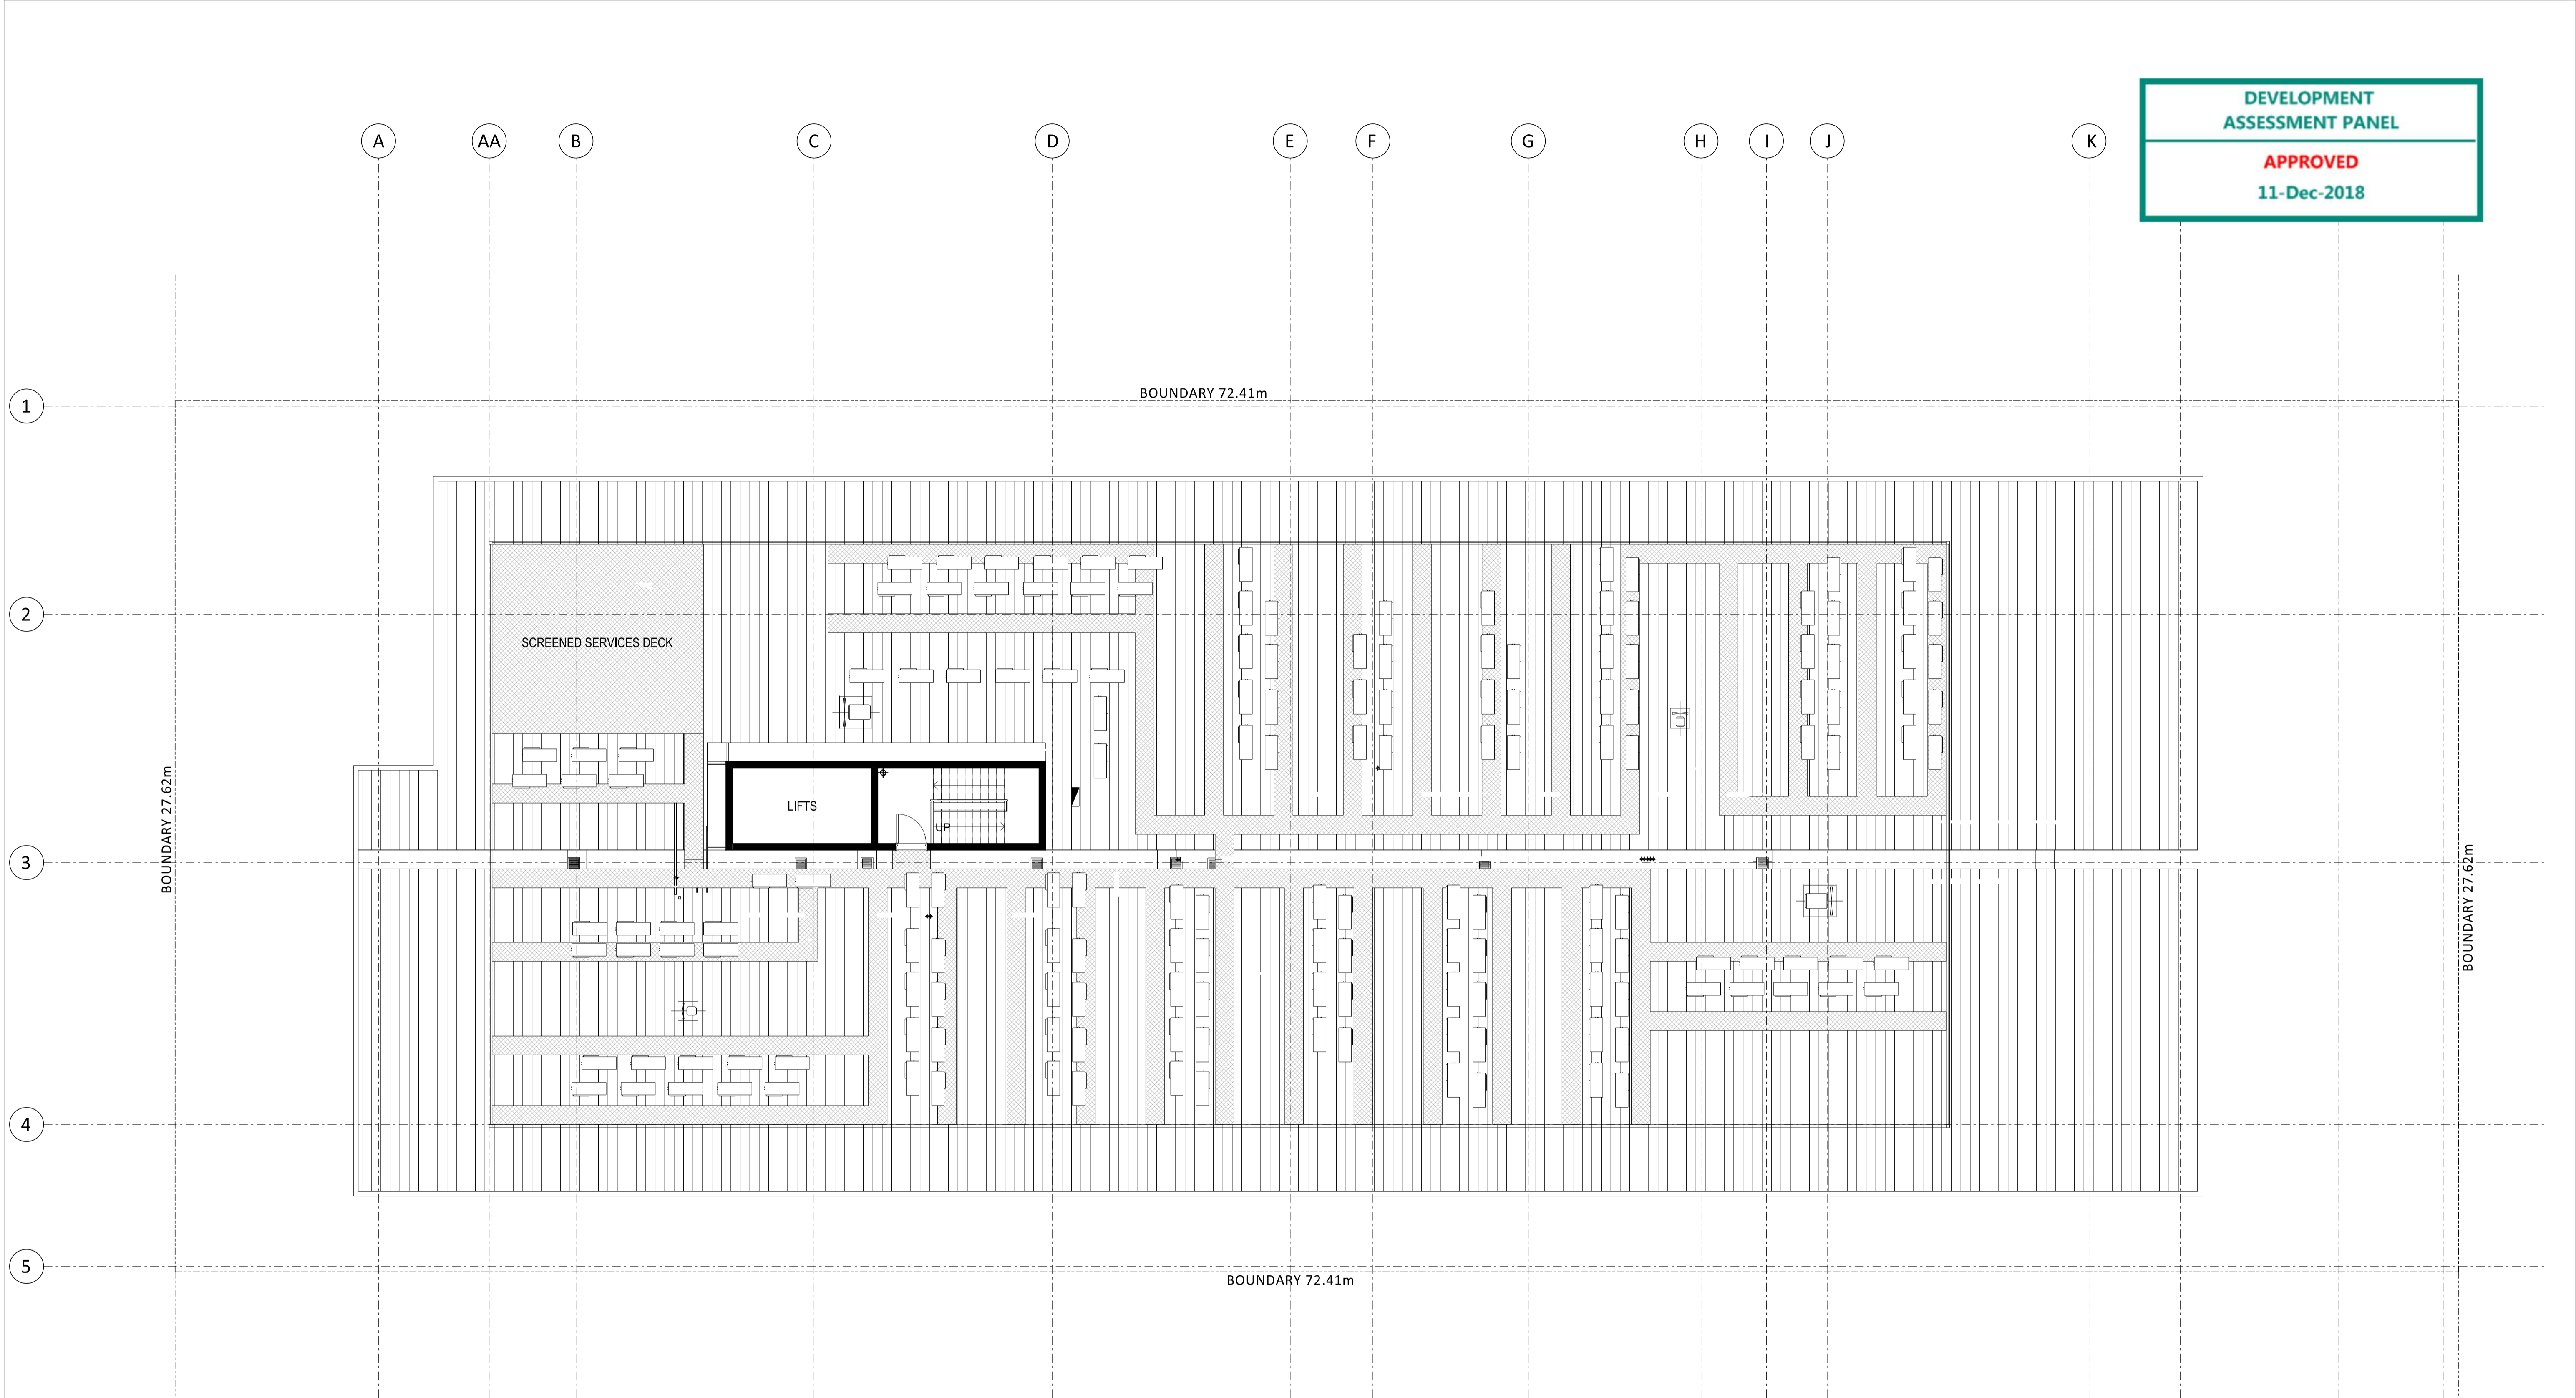 DEVELOPMENT
ASSESSMENT PANEL
APPROVED
11-Dec-2018
A
AA
B
C
D
E
F
G
H
I
J
K
1
BOUNDARY 72.41m
2
SCREENED SERVICES DECK
BOUNDARY 27.62m
LIFTS
UP
3
BOUNDARY 27.62m
4
5
BOUNDARY 72.41m